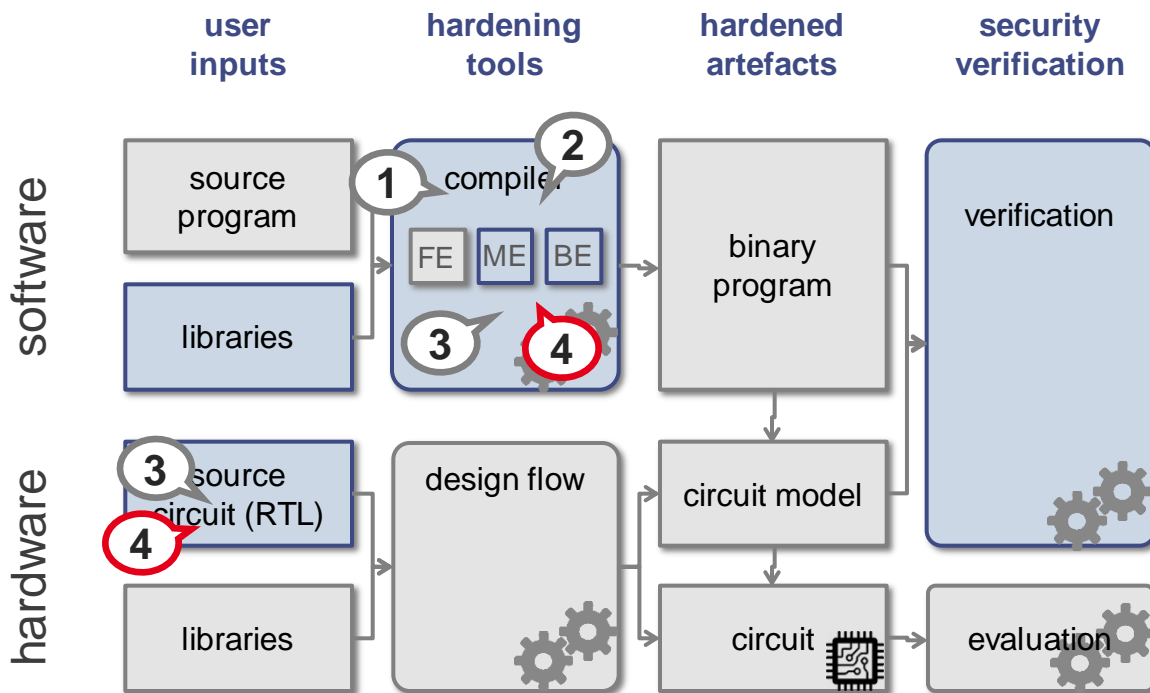 user
inputs
hardening
tools
hardened
artefacts
security
verification
software
source
program
libraries
1
2
compiler
FE ME BE
3
4
binary
program
verification
hardware
3
source
circuit (RTL)
4
libraries
design flow
circuit model
circuit
evaluation